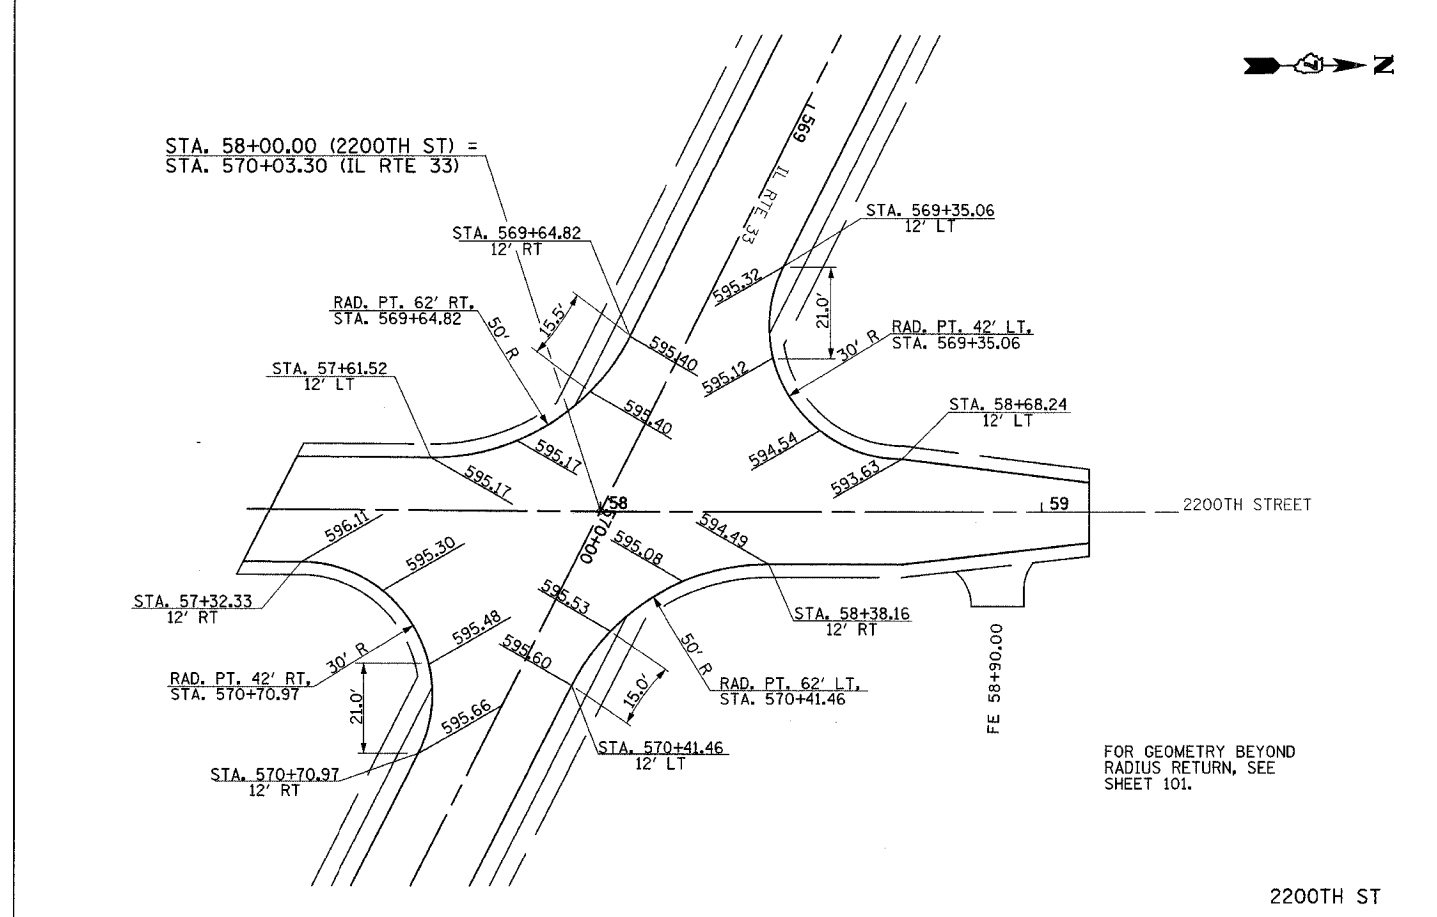 N
STA. 58+00.00 (2200TH ST) =
STA. 570+03.30 (IL RTE 33)
569
IL RTE 33
STA. 569+35.06
12' LT
STA. 569+64.82
12' RT
595.32
RAD. PT. 62' RT,
STA. 569+64.82
50' R
15.5'
21.0'
RAD. PT. 42' LT,
STA. 569+35.06
30' R
595.40
595.12
STA. 57+61.52
12' LT
595.40
STA. 58+68.24
12' LT
594.54
595.17
593.63
595.17
58
59
2200TH STREET
570+00
596.11
595.30
595.08
594.49
STA. 57+32.33
12' RT
595.53
STA. 58+38.16
12' RT
595.48
595.60
30' R
50' R
RAD. PT. 42' RT,
STA. 570+70.97
21.0'
15.0'
RAD. PT. 62' LT,
STA. 570+41.46
FE 58+90.00
595.66
STA. 570+41.46
12' LT
STA. 570+70.97
12' RT
FOR GEOMETRY BEYOND
RADIUS RETURN, SEE
SHEET 101.
2200TH ST